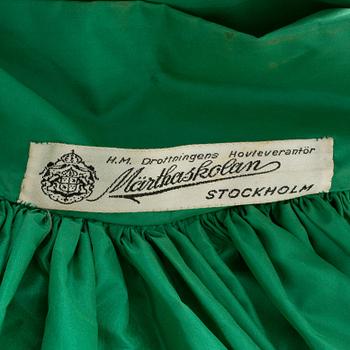 H.M. Drottningens Hovleverantör
Märthaskolan
STOCKHOLM